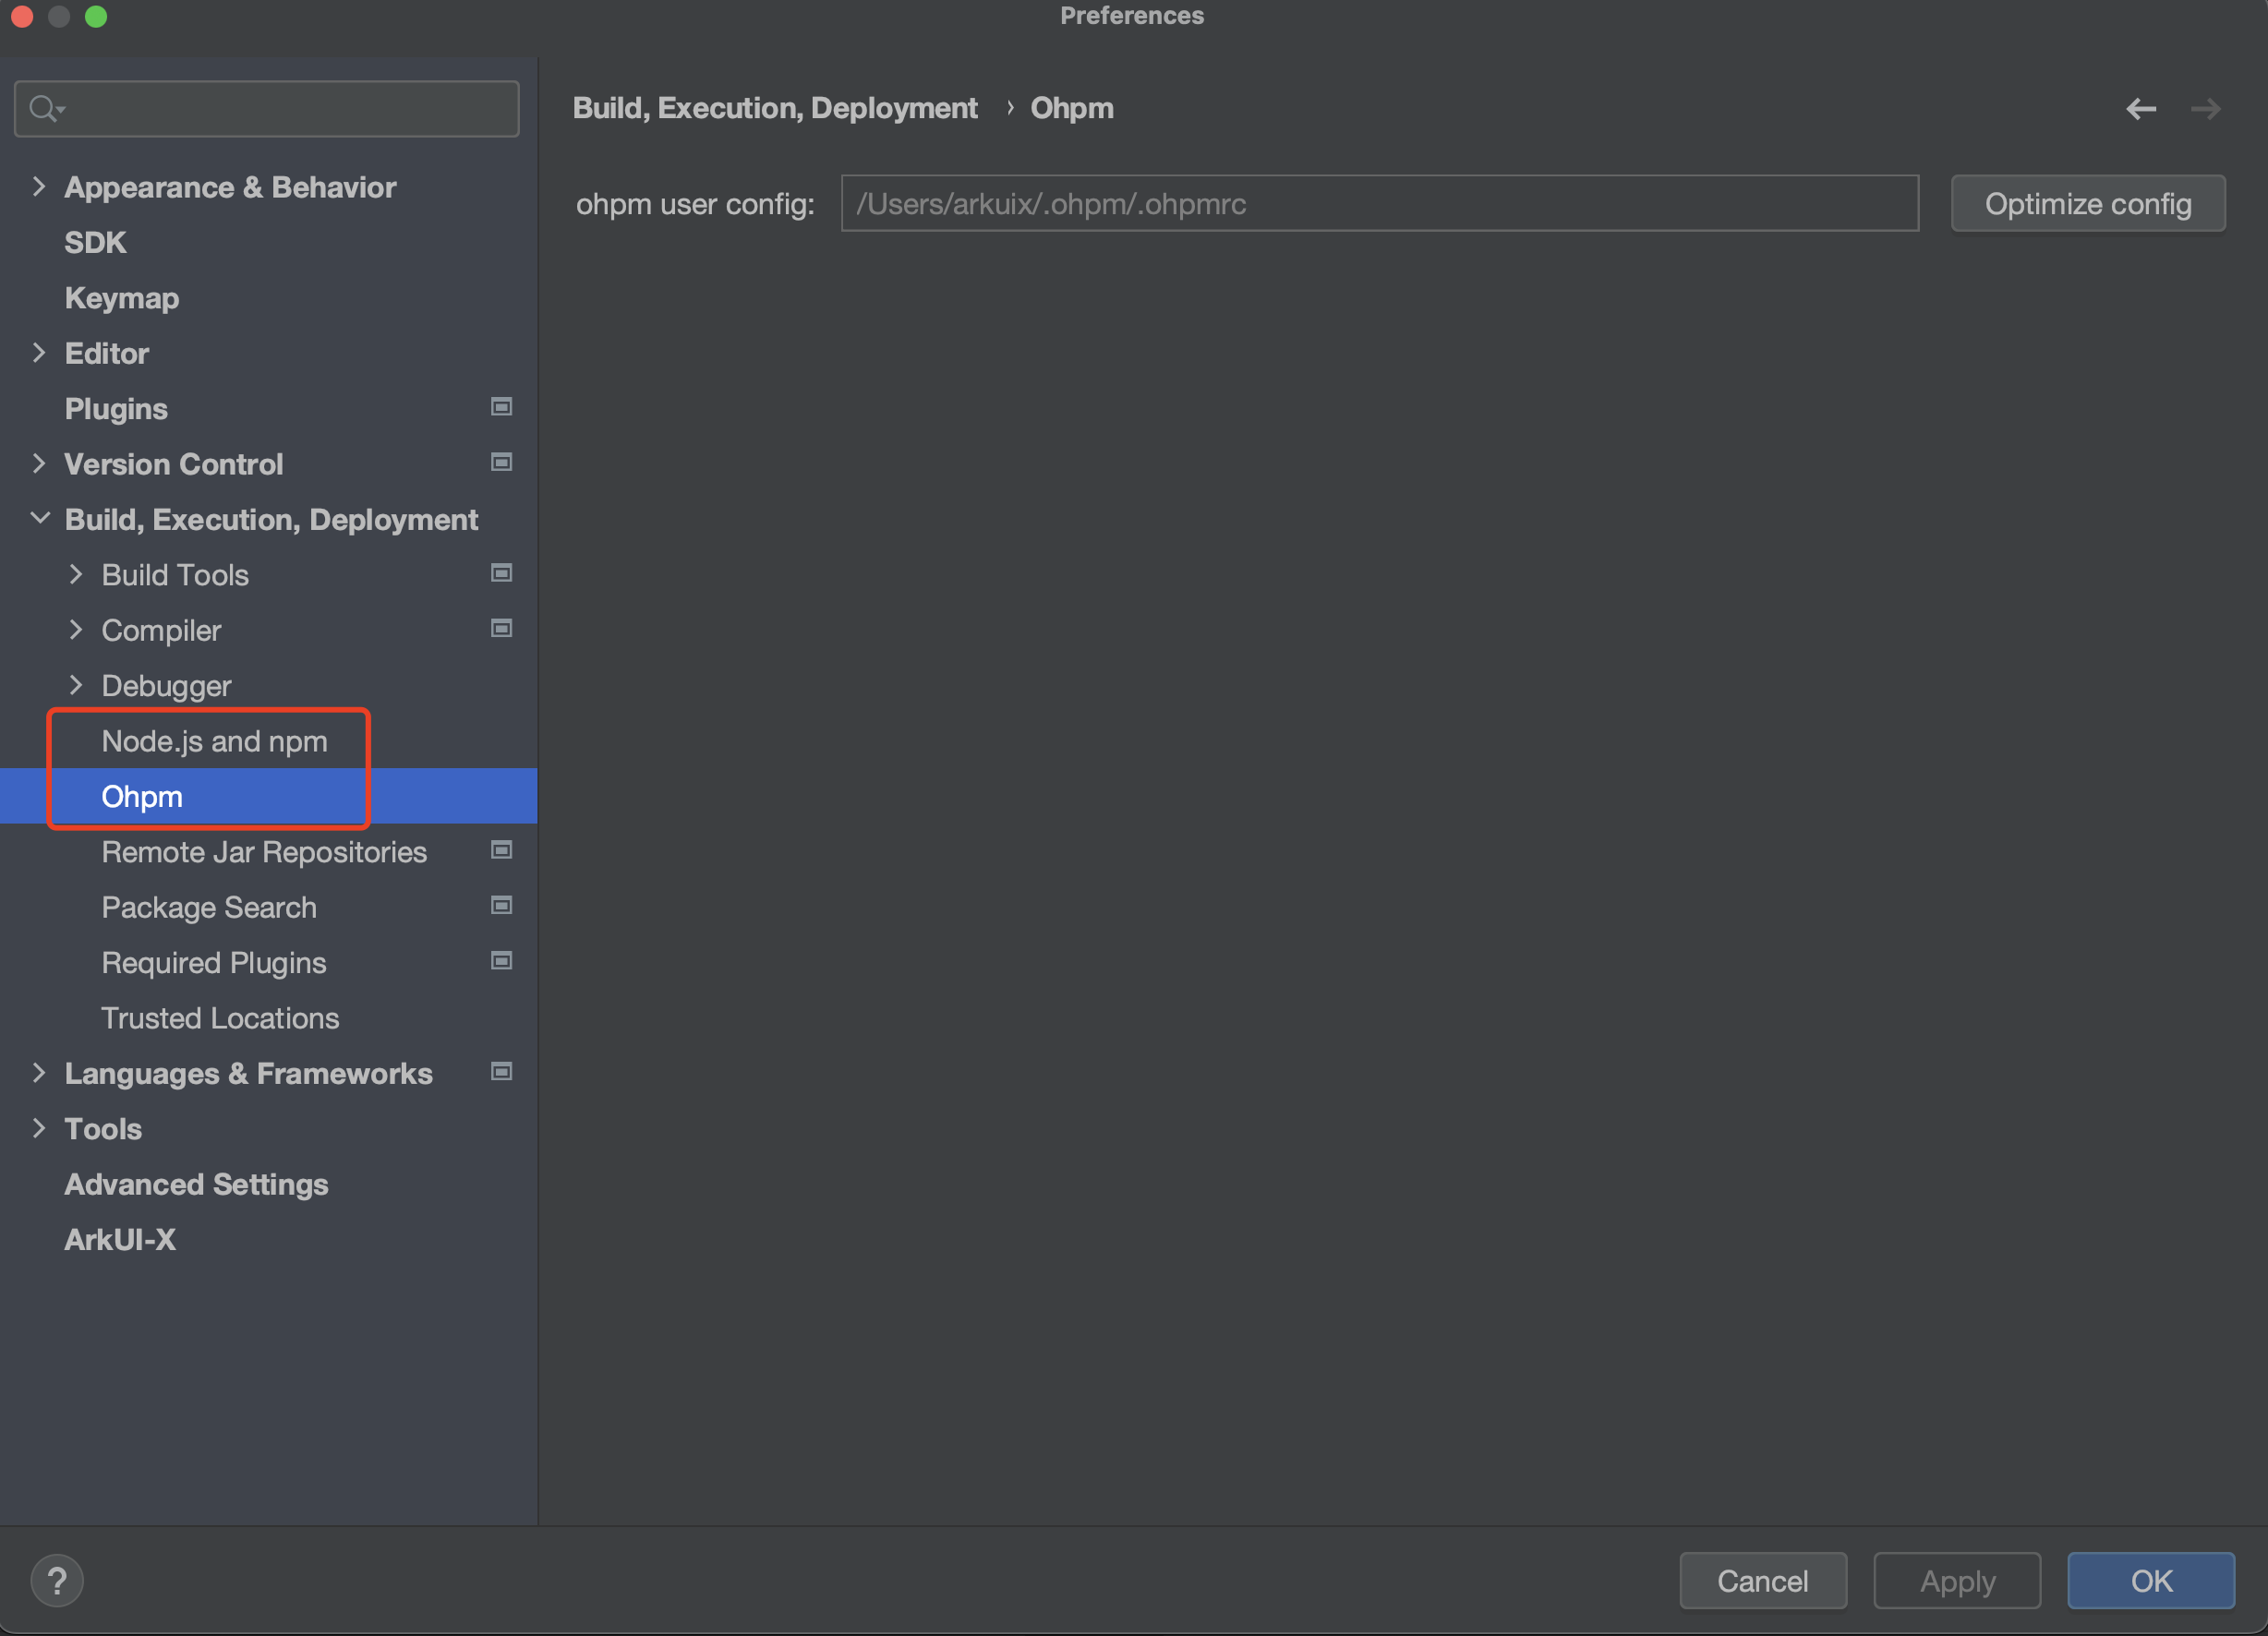 Preferences
Appearance & Behavior
SDK
Keymap
Editor
Plugins
Version Control
Build, Execution, Deployment
Build Tools
Compiler
Debugger
Node.js and npm
Ohpm
Remote Jar Repositories
Package Search
Required Plugins
Trusted Locations
Languages & Frameworks
Tools
Advanced Settings
ArkUI-X
Build, Execution, Deployment › Ohpm
ohpm user config: /Users/arkuix/.ohpm/.ohpmrc Optimize config
? Cancel Apply OK